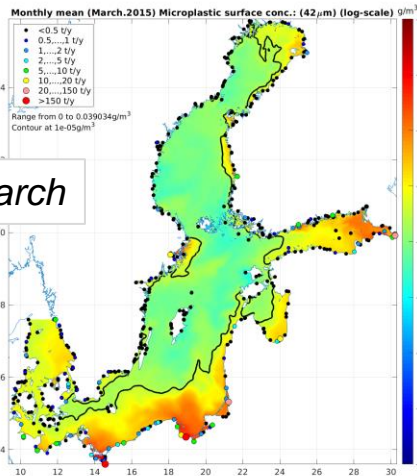 Monthly mean (March.2015) Microplastic surface conc.: (42μm) (log-scale) g/m³
<0.5 t/y
0.5,...,1 t/y
1,...,2 t/y
2,...,5 t/y
5,...,10 t/y
10,...,20 t/y
20,...,150 t/y
>150 t/y
Range from 0 to 0.039034g/m³
Contour at 1e-05g/m³
arch
10 12 14 16 18 20 22 24 26 28 30